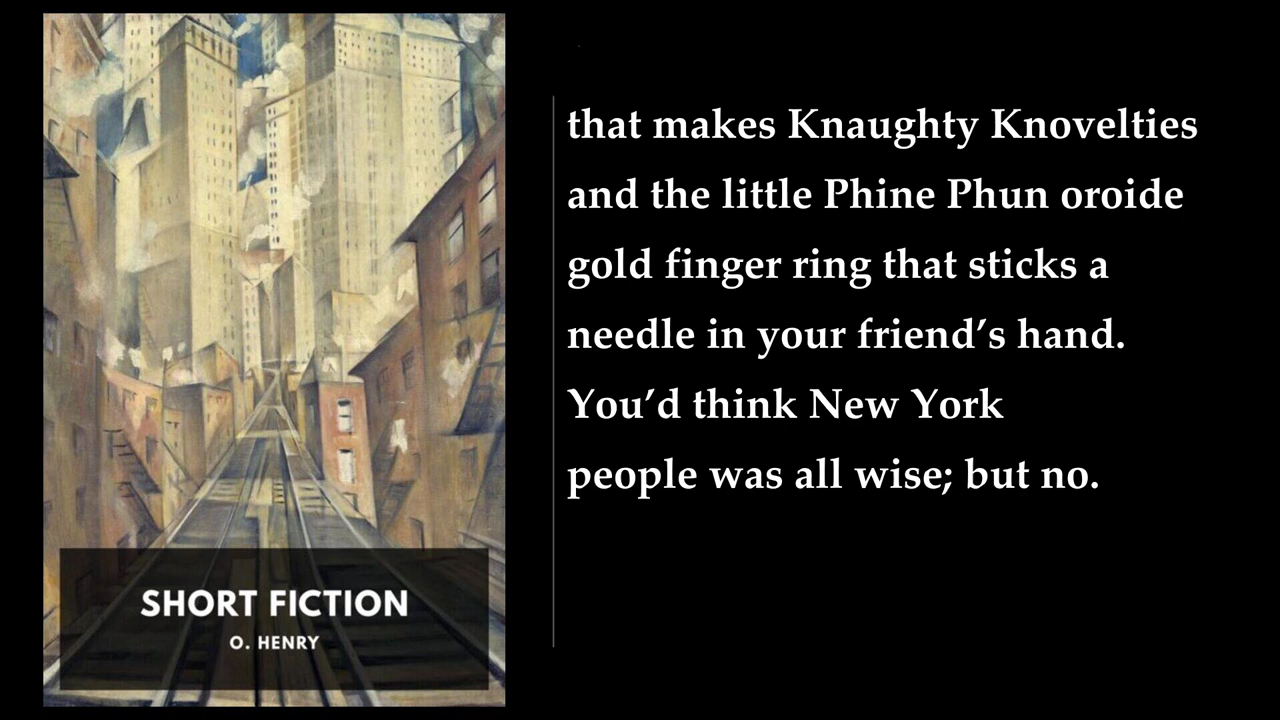 that makes Knaughty Knovelties
and the little Phine Phun oroide
gold finger ring that sticks a
needle in your friend’s hand.
You’d think New York
people was all wise; but no.
SHORT FICTION
O. HENRY